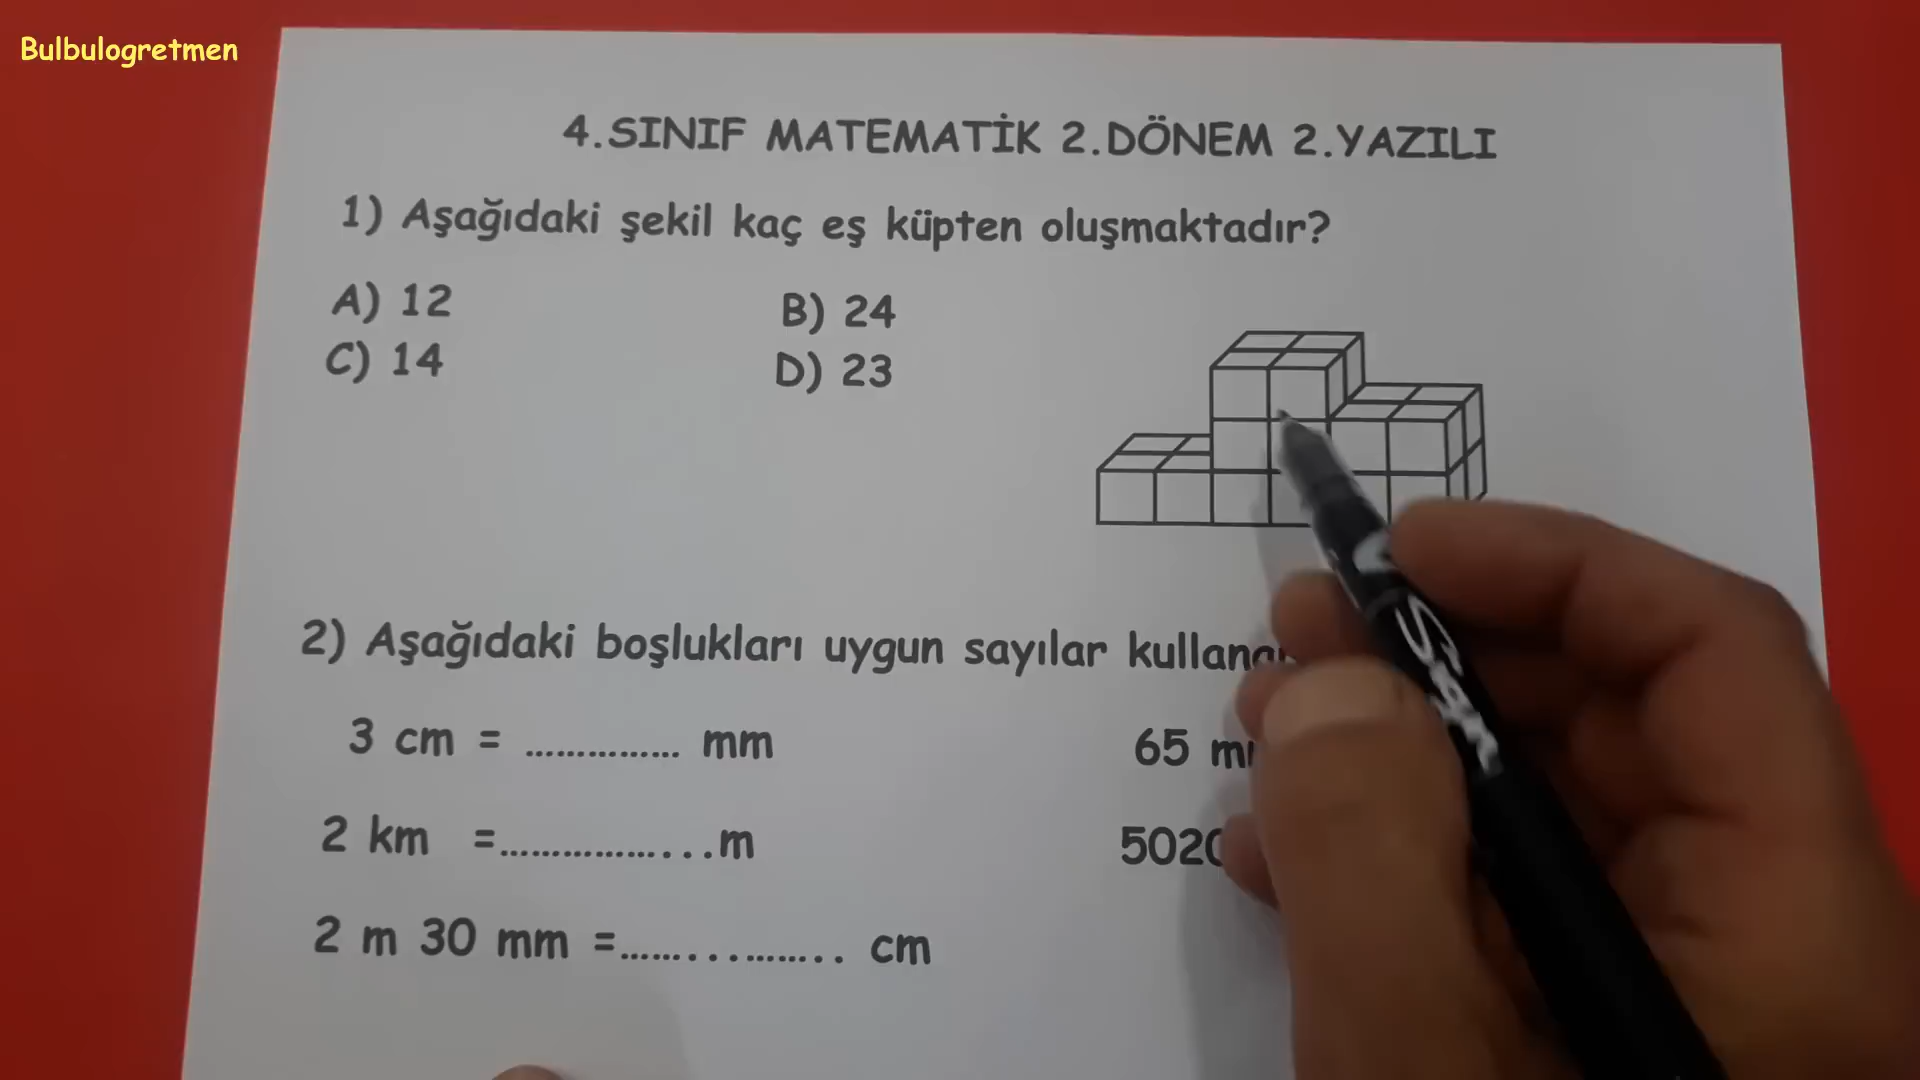 Bulbulogretmen
4.SINIF MATEMATİK 2.DÖNEM 2.YAZILI
1) Aşağıdaki şekil kaç eş küpten oluşmaktadır?
A) 12 B) 24
C) 14 D) 23
2) Aşağıdaki boşlukları uygun sayılar
3 cm = .............. mm 65
2 km =.................m
2 m 30 mm =.................. cm